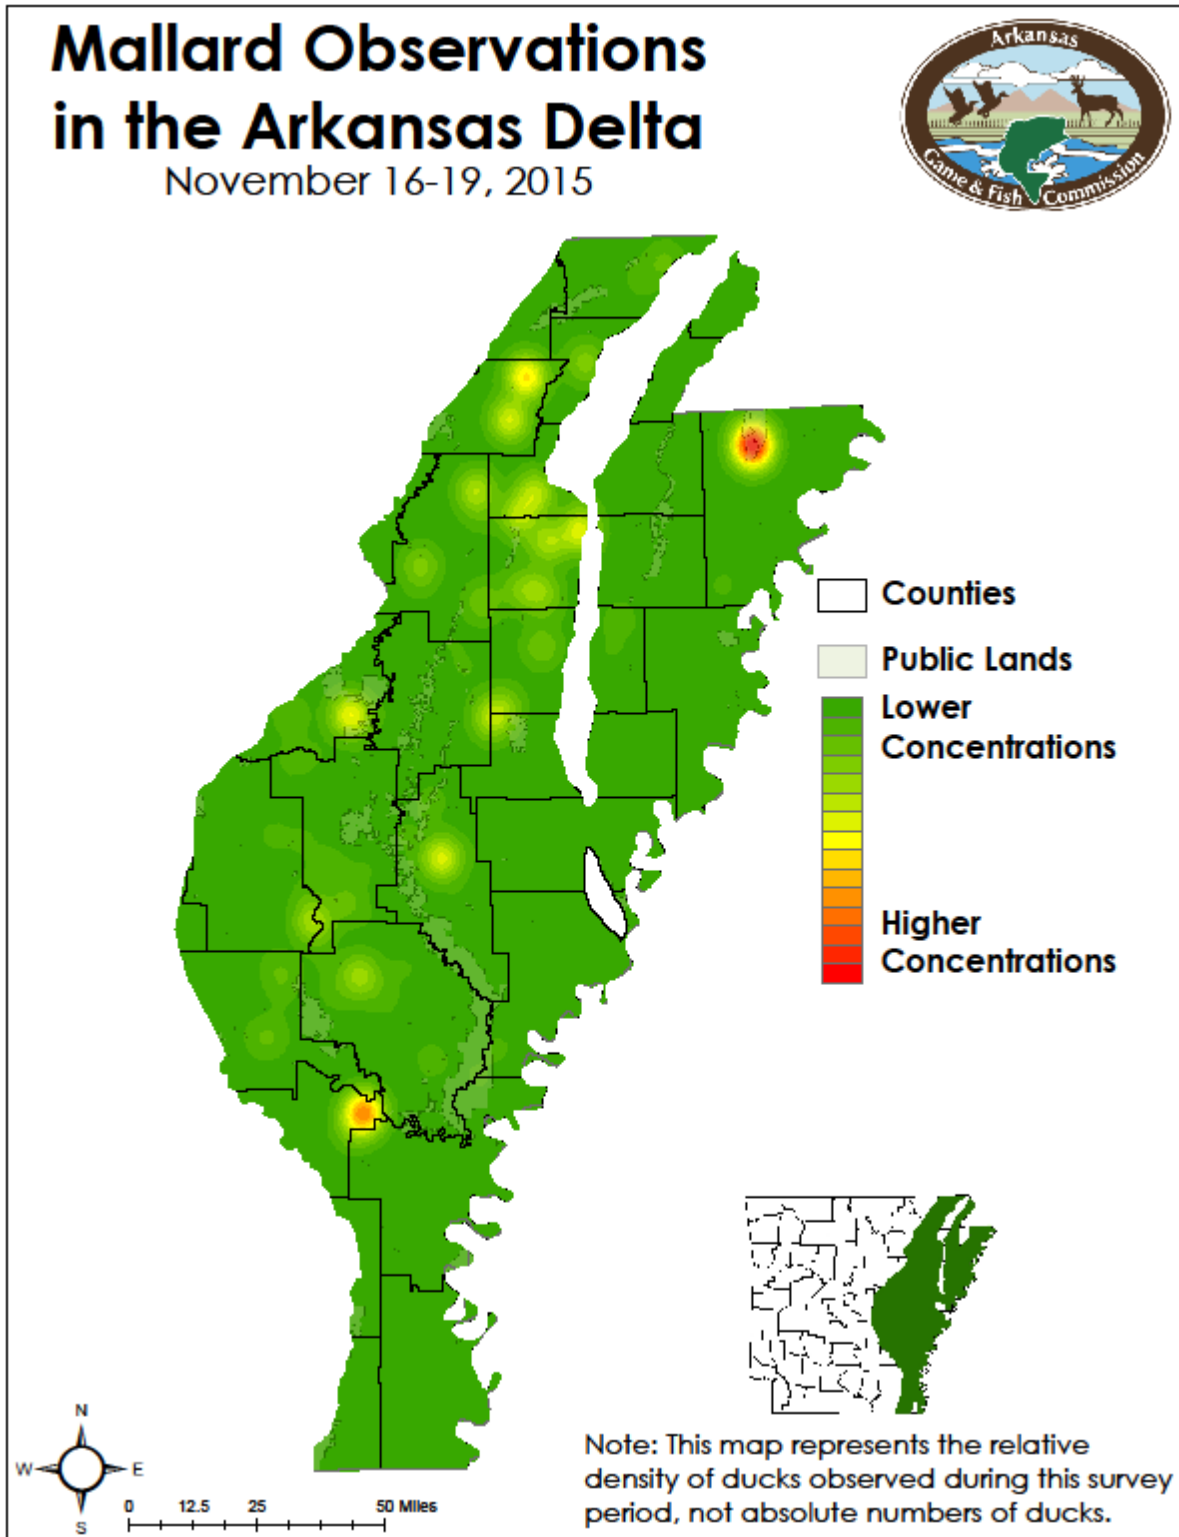 Mallard Observations
in the Arkansas Delta
November 16-19, 2015
Arkansas
Game & Fish Commission
Counties
Public Lands
Lower
Concentrations
Higher
Concentrations
N
W E
S
0 12.5 25 50 Miles
Note: This map represents the relative
density of ducks observed during this survey
period, not absolute numbers of ducks.